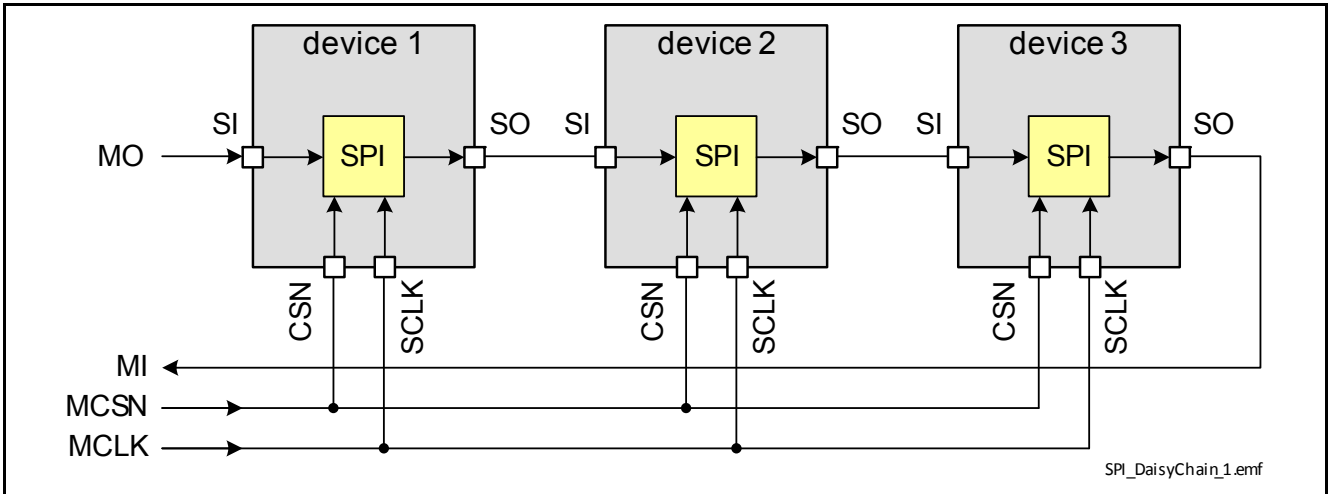 device 1
device 2
device 3
SI
SO
SI
SO
SI
SO
MO
SPI
SPI
SPI
CSN
SCLK
CSN
SCLK
CSN
SCLK
MI
MCSN
MCLK
SPI_DaisyChain_1.emf